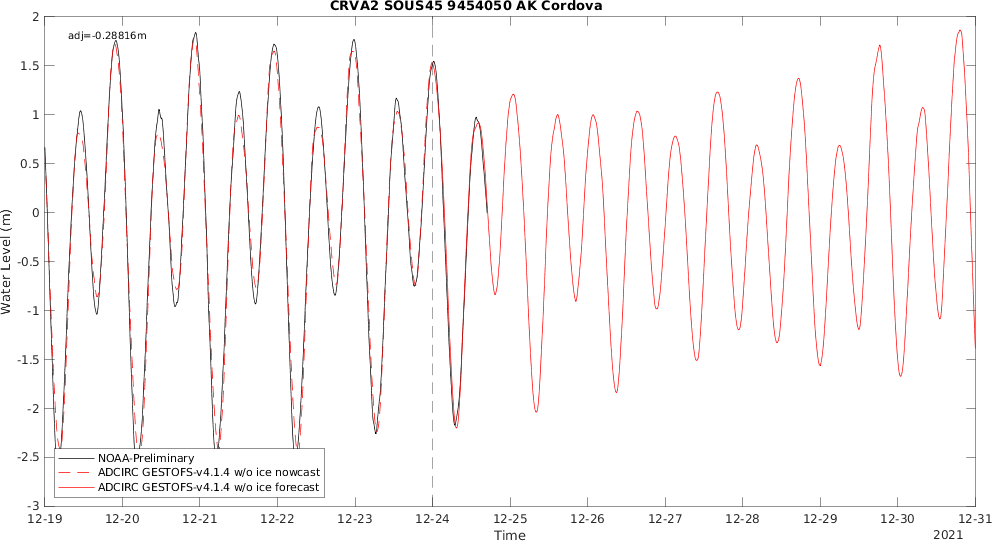 CRVA2 SOUS45 9454050 AK Cordova
adj=-0.28816m
2
1.5
1
0.5
0
-0.5
-1
-1.5
-2
-2.5
-3
Water Level (m)
NOAA-Preliminary
ADCIRC GESTOFS-v4.1.4 w/o ice nowcast
ADCIRC GESTOFS-v4.1.4 w/o ice forecast
12-19 12-20 12-21 12-22 12-23 12-24 12-25 12-26 12-27 12-28 12-29 12-30 12-31
Time
2021